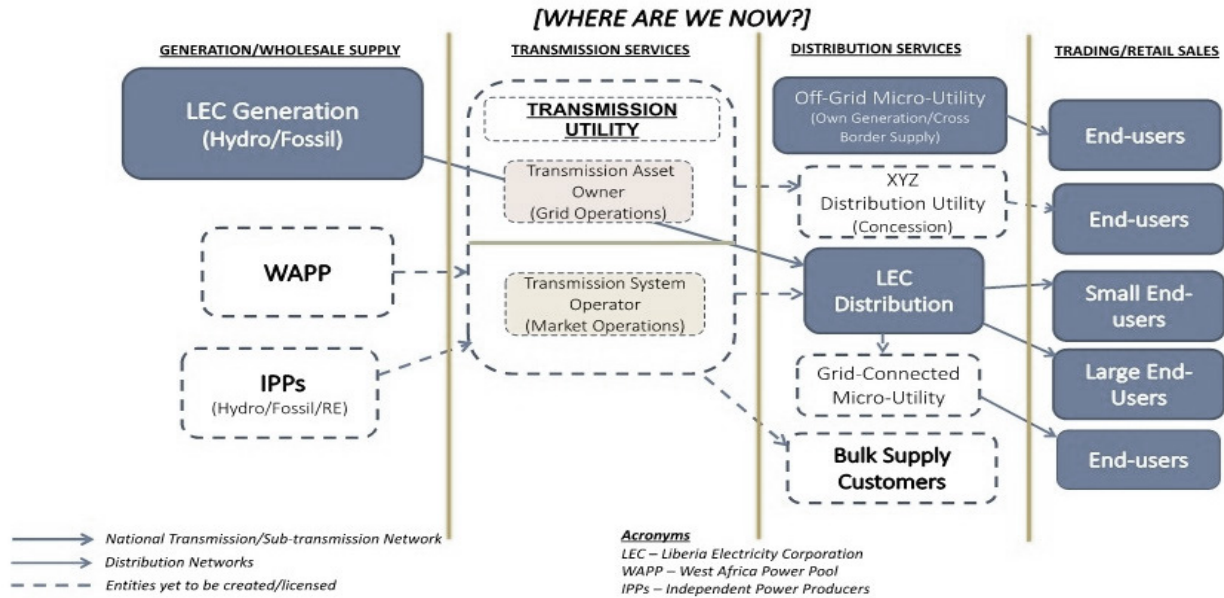 [WHERE ARE WE NOW?]
GENERATION/WHOLESALE SUPPLY
TRANSMISSION SERVICES
DISTRIBUTION SERVICES
TRADING/RETAIL SALES
LEC Generation
(Hydro/Fossil)
WAPP
IPPs
(Hydro/Fossil/RE)
TRANSMISSION
UTILITY
Transmission Asset
Owner
(Grid Operations)
Transmission System
Operator
(Market Operations)
Off-Grid Micro-Utility
(Own Generation/Cross
Border Supply)
XYZ
Distribution Utility
(Concession)
LEC
Distribution
Grid-Connected
Micro-Utility
Bulk Supply
Customers
End-users
End-users
Small End-
users
Large End-
Users
End-users
National Transmission/Sub-transmission Network
Distribution Networks
Entities yet to be created/licensed
Acronyms
LEC – Liberia Electricity Corporation
WAPP – West Africa Power Pool
IPPs – Independent Power Producers